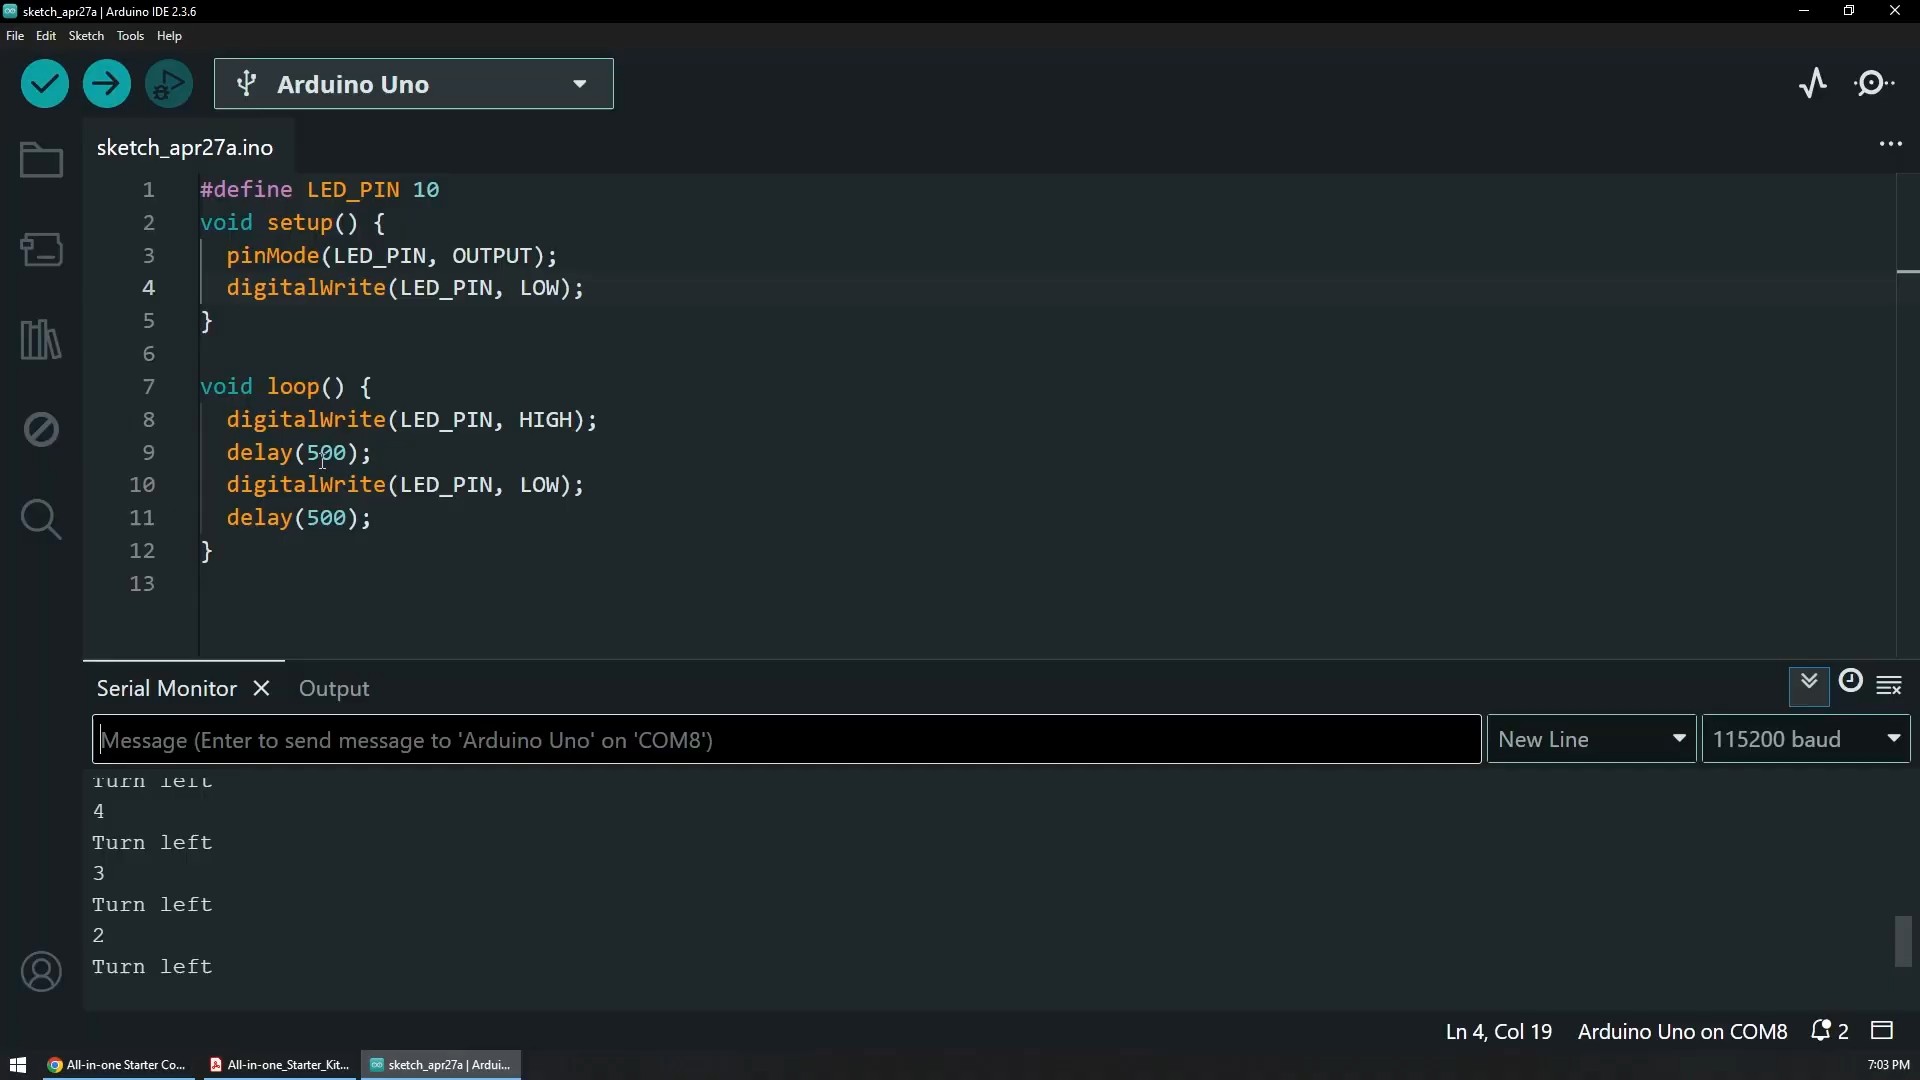 sketch_apr27a | Arduino IDE 2.3.6
File Edit Sketch Tools Help
Arduino Uno
sketch_apr27a.ino
1 #define LED_PIN 10
2 void setup() {
3 pinMode(LED_PIN, OUTPUT);
4 digitalWrite(LED_PIN, LOW);
5 }
6
7 void loop() {
8 digitalWrite(LED_PIN, HIGH);
9 delay(500);
10 digitalWrite(LED_PIN, LOW);
11 delay(500);
12 }
13
Serial Monitor Output
Message (Enter to send message to 'Arduino Uno' on 'COM8') New Line 115200 baud
Turn left
4
Turn left
3
Turn left
2
Turn left
Ln 4, Col 19 Arduino Uno on COM8 2
All-in-one Starter Co... All-in-one_Starter_Kit... sketch_apr27a | Ardui... 7:03 PM